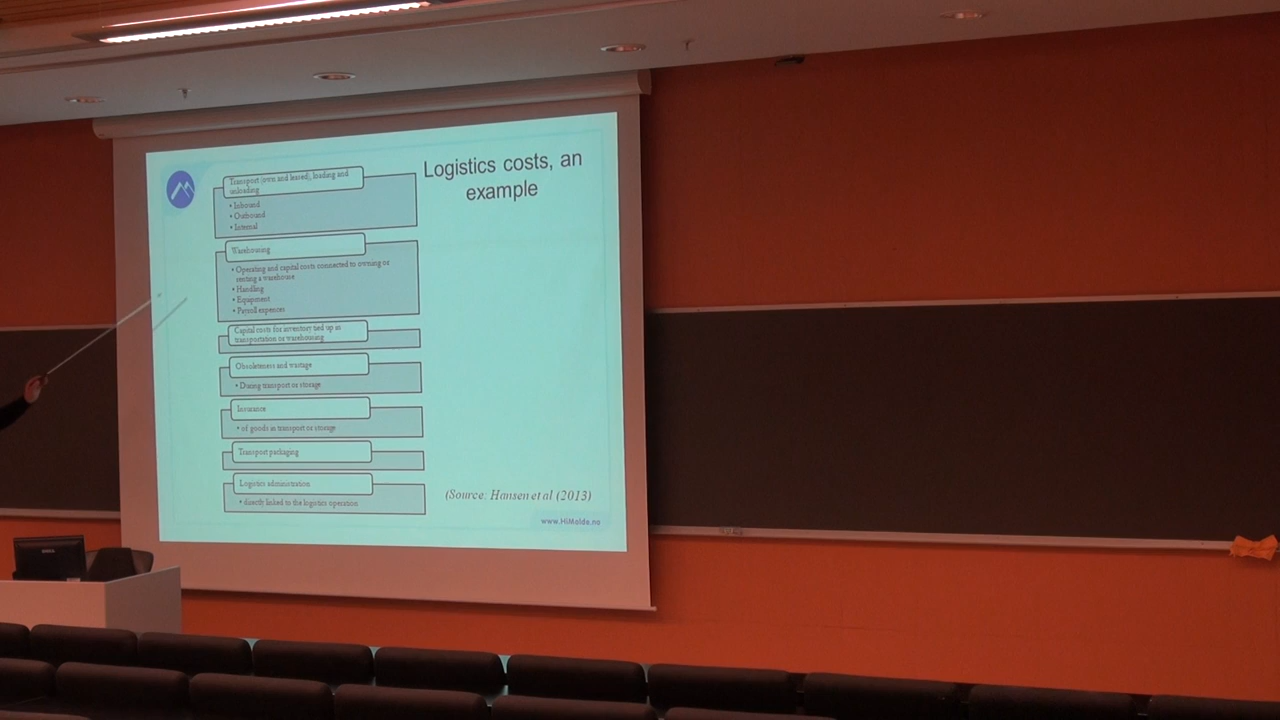 Logistics costs, an
example
Transport (own and leased), loading and
unloading
• Inbound
• Outbound
• Internal
Warehousing
• Operating and capital costs connected to owning or
renting a warehouse
• Handling
• Equipment
• Payroll expences
Capital costs for inventory tied up in
transportation or warehousing
Obsoleteness and wastage
• During transport or storage
Insurance
• of goods in transport or storage
Transport packaging
Logistics administration
• directly linked to the logistics operation
(Source: Hansen et al (2013)
www.HiMolde.no